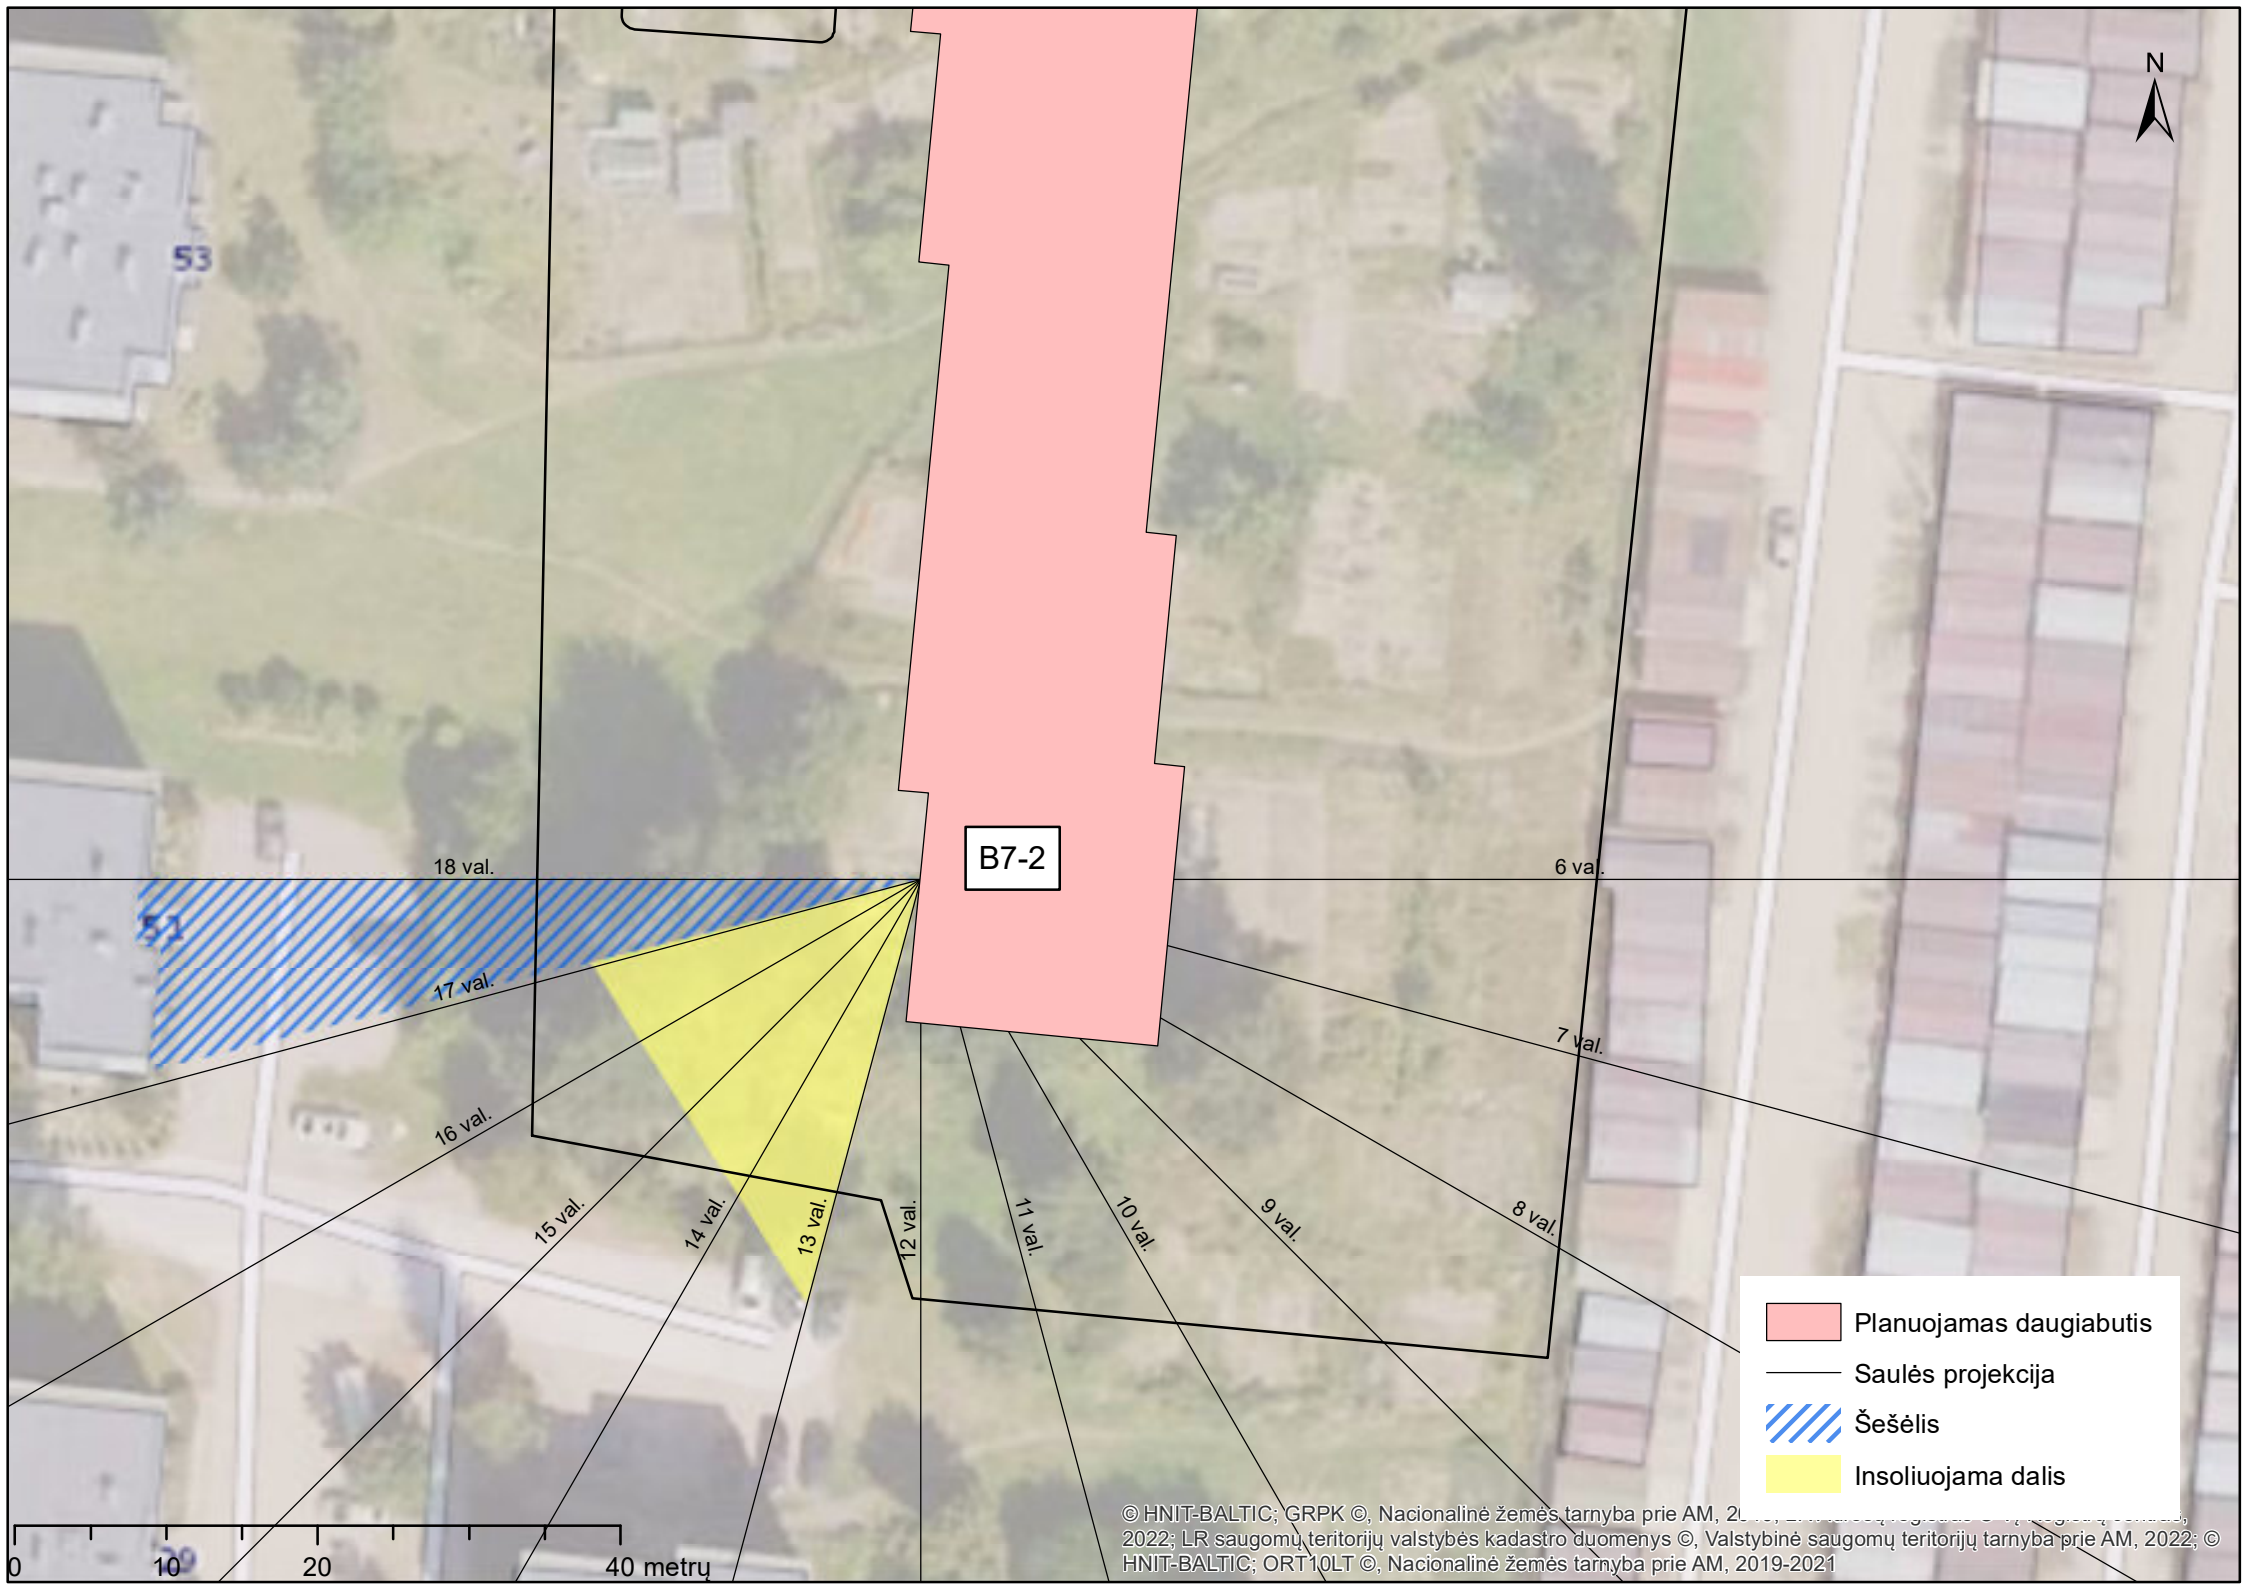 N
53
B7-2
18 val.
6 val.
51
17 val.
7 val.
16 val.
15 val.
14 val.
13 val.
12 val.
11 val.
10 val.
9 val.
8 val.
Planuojamas daugiabutis
Saulės projekcija
Šešėlis
Insoliuojama dalis
© HNIT-BALTIC; GRPK ©, Nacionalinė žemės tarnyba prie AM,
2022; LR saugomų teritorijų valstybės kadastro duomenys ©, Valstybinė saugomų teritorijų tarnyba prie AM, 2022; ©
HNIT-BALTIC; ORT10LT ©, Nacionalinė žemės tarnyba prie AM, 2019-2021
0 10 20 40 metrų